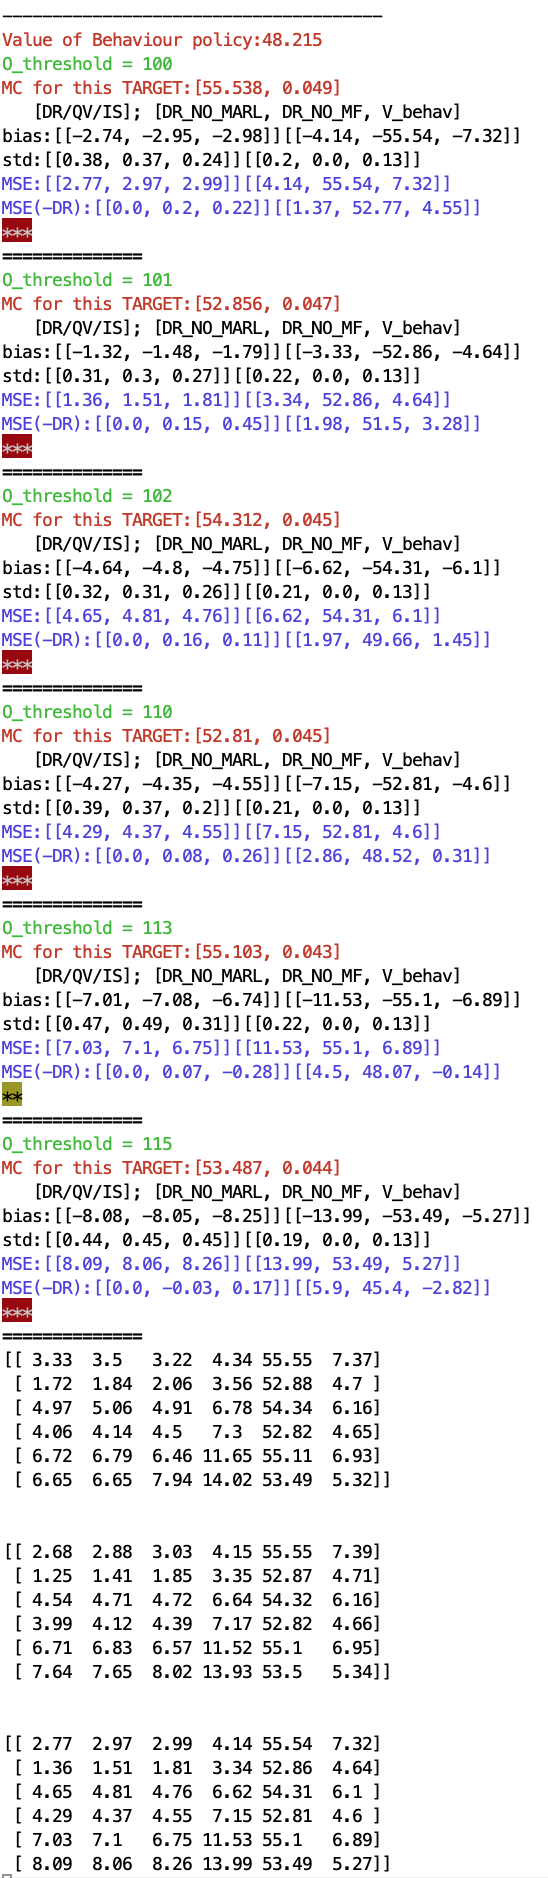 --------------------------------------
Value of Behaviour policy:48.215
O_threshold = 100
MC for this TARGET:[55.538, 0.049]
   [DR/QV/IS]; [DR_NO_MARL, DR_NO_MF, V_behav]
bias:[[-2.74, -2.95, -2.98]][[-4.14, -55.54, -7.32]]
std:[[0.38, 0.37, 0.24]][[0.2, 0.0, 0.13]]
MSE:[[2.77, 2.97, 2.99]][[4.14, 55.54, 7.32]]
MSE(-DR):[[0.0, 0.2, 0.22]][[1.37, 52.77, 4.55]]
***
==============
O_threshold = 101
MC for this TARGET:[52.856, 0.047]
   [DR/QV/IS]; [DR_NO_MARL, DR_NO_MF, V_behav]
bias:[[-1.32, -1.48, -1.79]][[-3.33, -52.86, -4.64]]
std:[[0.31, 0.3, 0.27]][[0.22, 0.0, 0.13]]
MSE:[[1.36, 1.51, 1.81]][[3.34, 52.86, 4.64]]
MSE(-DR):[[0.0, 0.15, 0.45]][[1.98, 51.5, 3.28]]
***
==============
O_threshold = 102
MC for this TARGET:[54.312, 0.045]
   [DR/QV/IS]; [DR_NO_MARL, DR_NO_MF, V_behav]
bias:[[-4.64, -4.8, -4.75]][[-6.62, -54.31, -6.1]]
std:[[0.32, 0.31, 0.26]][[0.21, 0.0, 0.13]]
MSE:[[4.65, 4.81, 4.76]][[6.62, 54.31, 6.1]]
MSE(-DR):[[0.0, 0.16, 0.11]][[1.97, 49.66, 1.45]]
***
==============
O_threshold = 110
MC for this TARGET:[52.81, 0.045]
   [DR/QV/IS]; [DR_NO_MARL, DR_NO_MF, V_behav]
bias:[[-4.27, -4.35, -4.55]][[-7.15, -52.81, -4.6]]
std:[[0.39, 0.37, 0.2]][[0.21, 0.0, 0.13]]
MSE:[[4.29, 4.37, 4.55]][[7.15, 52.81, 4.6]]
MSE(-DR):[[0.0, 0.08, 0.26]][[2.86, 48.52, 0.31]]
***
==============
O_threshold = 113
MC for this TARGET:[55.103, 0.043]
   [DR/QV/IS]; [DR_NO_MARL, DR_NO_MF, V_behav]
bias:[[-7.01, -7.08, -6.74]][[-11.53, -55.1, -6.89]]
std:[[0.47, 0.49, 0.31]][[0.22, 0.0, 0.13]]
MSE:[[7.03, 7.1, 6.75]][[11.53, 55.1, 6.89]]
MSE(-DR):[[0.0, 0.07, -0.28]][[4.5, 48.07, -0.14]]
**
==============
O_threshold = 115
MC for this TARGET:[53.487, 0.044]
   [DR/QV/IS]; [DR_NO_MARL, DR_NO_MF, V_behav]
bias:[[-8.08, -8.05, -8.25]][[-13.99, -53.49, -5.27]]
std:[[0.44, 0.45, 0.45]][[0.19, 0.0, 0.13]]
MSE:[[8.09, 8.06, 8.26]][[13.99, 53.49, 5.27]]
MSE(-DR):[[0.0, -0.03, 0.17]][[5.9, 45.4, -2.82]]
***
==============
[[ 3.33  3.5   3.22  4.34 55.55  7.37]
 [ 1.72  1.84  2.06  3.56 52.88  4.7 ]
 [ 4.97  5.06  4.91  6.78 54.34  6.16]
 [ 4.06  4.14  4.5   7.3  52.82  4.65]
 [ 6.72  6.79  6.46 11.65 55.11  6.93]
 [ 6.65  6.65  7.94 14.02 53.49  5.32]]
[[ 2.68  2.88  3.03  4.15 55.55  7.39]
 [ 1.25  1.41  1.85  3.35 52.87  4.71]
 [ 4.54  4.71  4.72  6.64 54.32  6.16]
 [ 3.99  4.12  4.39  7.17 52.82  4.66]
 [ 6.71  6.83  6.57 11.52 55.1   6.95]
 [ 7.64  7.65  8.02 13.93 53.5   5.34]]
[[ 2.77  2.97  2.99  4.14 55.54  7.32]
 [ 1.36  1.51  1.81  3.34 52.86  4.64]
 [ 4.65  4.81  4.76  6.62 54.31  6.1 ]
 [ 4.29  4.37  4.55  7.15 52.81  4.6 ]
 [ 7.03  7.1   6.75 11.53 55.1   6.89]
 [ 8.09  8.06  8.26 13.99 53.49  5.27]]